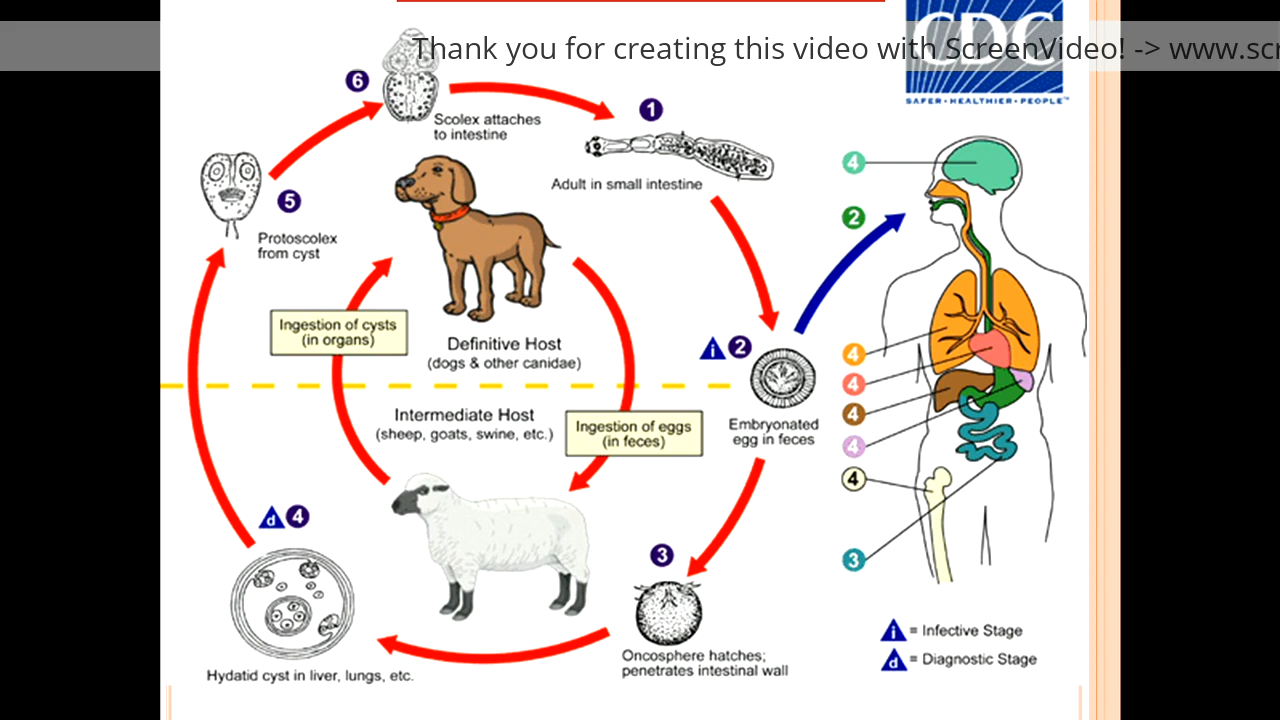 CDC
Thank you for creating this video with ScreenVideo! -> www.scr
SAFER • HEALTHIER • PEOPLE™
6
Scolex attaches
to intestine
1
Adult in small intestine
5
Protoscolex
from cyst
Ingestion of cysts
(in organs)
Definitive Host
(dogs & other canidae)
i 2
Embryonated
egg in feces
Intermediate Host
(sheep, goats, swine, etc.)
Ingestion of eggs
(in feces)
d 4
Hydatid cyst in liver, lungs, etc.
3
Oncosphere hatches;
penetrates intestinal wall
4
2
4
4
4
4
4
3
i = Infective Stage
d = Diagnostic Stage